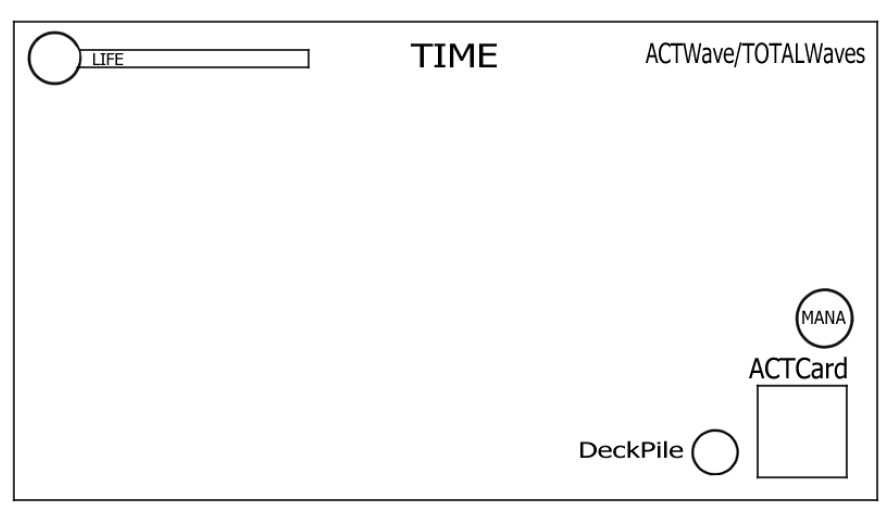 LIFE
TIME
ACTWave/TOTALWaves
MANA
ACTCard
DeckPile